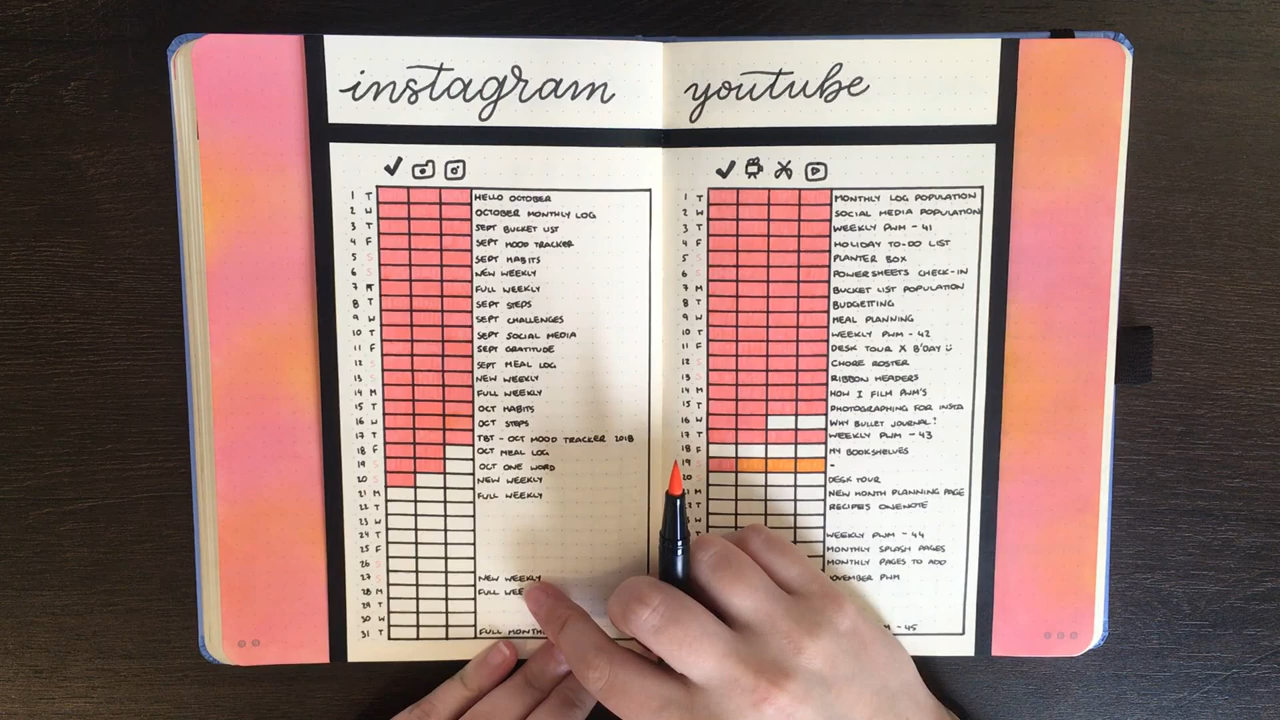 instagram
1 T HELLO OCTOBER
2 W OCTOBER MONTHLY LOG
3 T SEPT BUCKET LIST
4 F SEPT MOOD TRACKER
5 S SEPT HABITS
6 S NEW WEEKLY
7 M FULL WEEKLY
8 T SEPT STEPS
9 W SEPT CHALLENGES
10 T SEPT SOCIAL MEDIA
11 F SEPT GRATITUDE
12 S SEPT MEAL LOG
13 S NEW WEEKLY
14 M FULL WEEKLY
15 T OCT HABITS
16 W OCT STEPS
17 T TBT - OCT MOOD TRACKER 2018
18 F OCT MEAL LOG
19 S OCT ONE WORD
20 S NEW WEEKLY
21 M FULL WEEKLY
22 T
23 W
24 T
25 F
26 S
27 S NEW WEEKLY
28 M FULL
29 T
30 W
31 T FULL
youtube
1 T MONTHLY LOG POPULATION
2 W SOCIAL MEDIA POPULATION
3 T WEEKLY PWM - 41
4 F HOLIDAY TO-DO LIST
5 S PLANTER BOX
6 S POWERSHEETS CHECK-IN
7 M BUCKET LIST POPULATION
8 T BUDGETTING
9 W MEAL PLANNING
10 T WEEKLY PWM - 42
11 F DESK TOUR X B'DAY
12 S CHORE ROSTER
13 S RIBBON HEADERS
14 M HOW I FILM PWM'S
15 T PHOTOGRAPHING FOR INSTA
16 W WHY BULLET JOURNAL?
17 T WEEKLY PWM - 43
18 F MY BOOKSHELVES
19 S -
20 DESK TOUR
M NEW MONTH PLANNING PAGE
T RECIPES ONENOTE
W
T WEEKLY PWM - 44
MONTHLY SPLASH PAGES
MONTHLY PAGES TO ADD
PWM
- 45